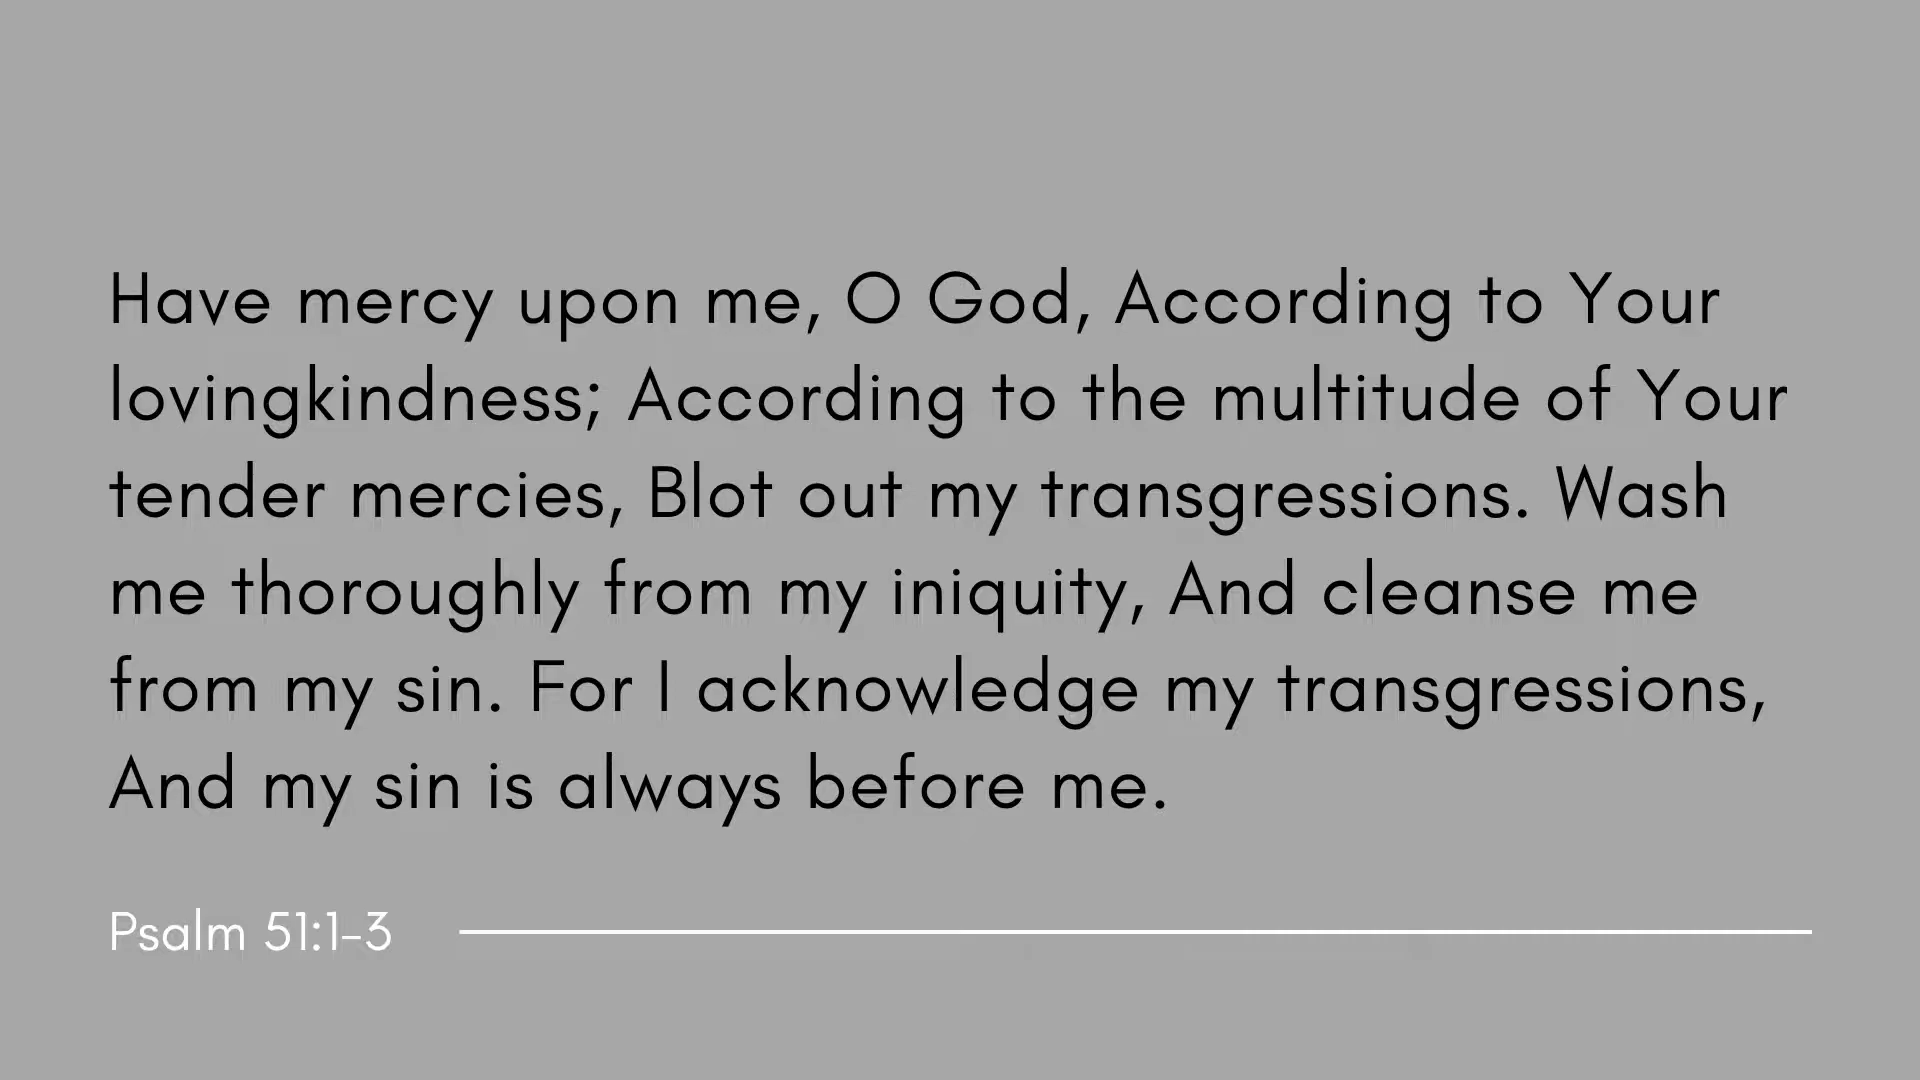 Have mercy upon me, O God, According to Your
lovingkindness; According to the multitude of Your
tender mercies, Blot out my transgressions. Wash
me thoroughly from my iniquity, And cleanse me
from my sin. For I acknowledge my transgressions,
And my sin is always before me.
Psalm 51:1-3